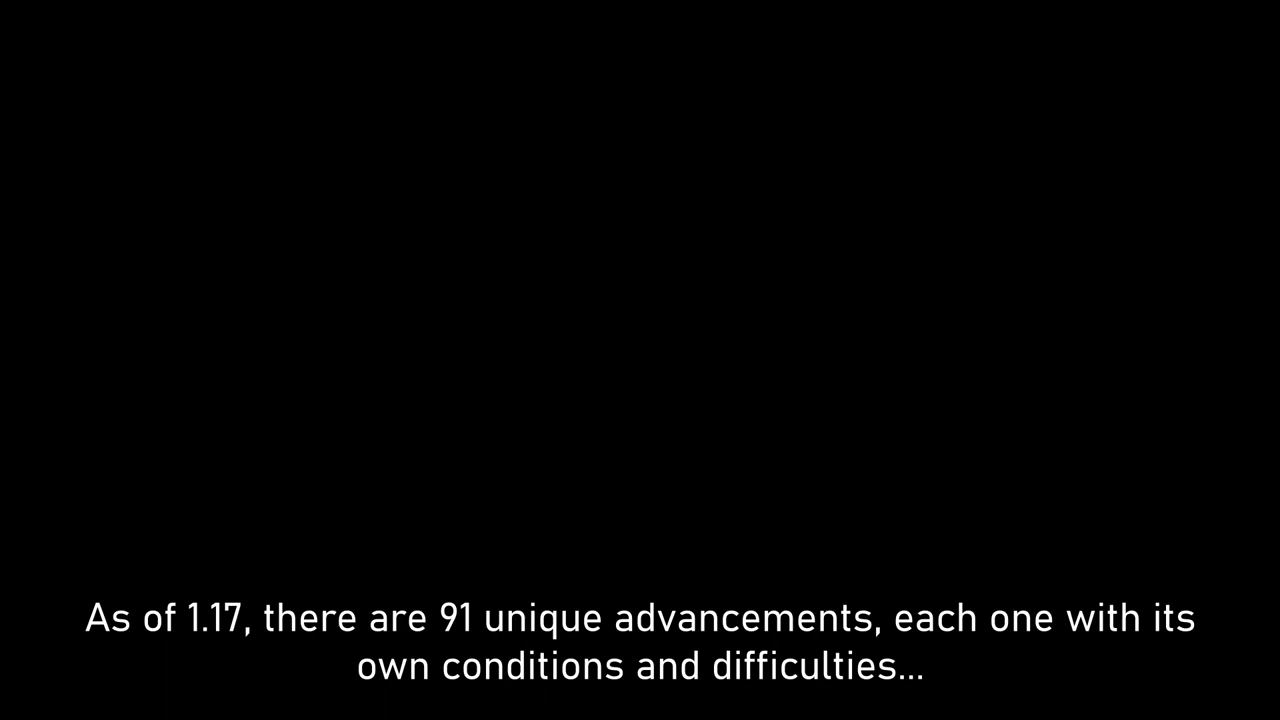 As of 1.17, there are 91 unique advancements, each one with its
own conditions and difficulties...